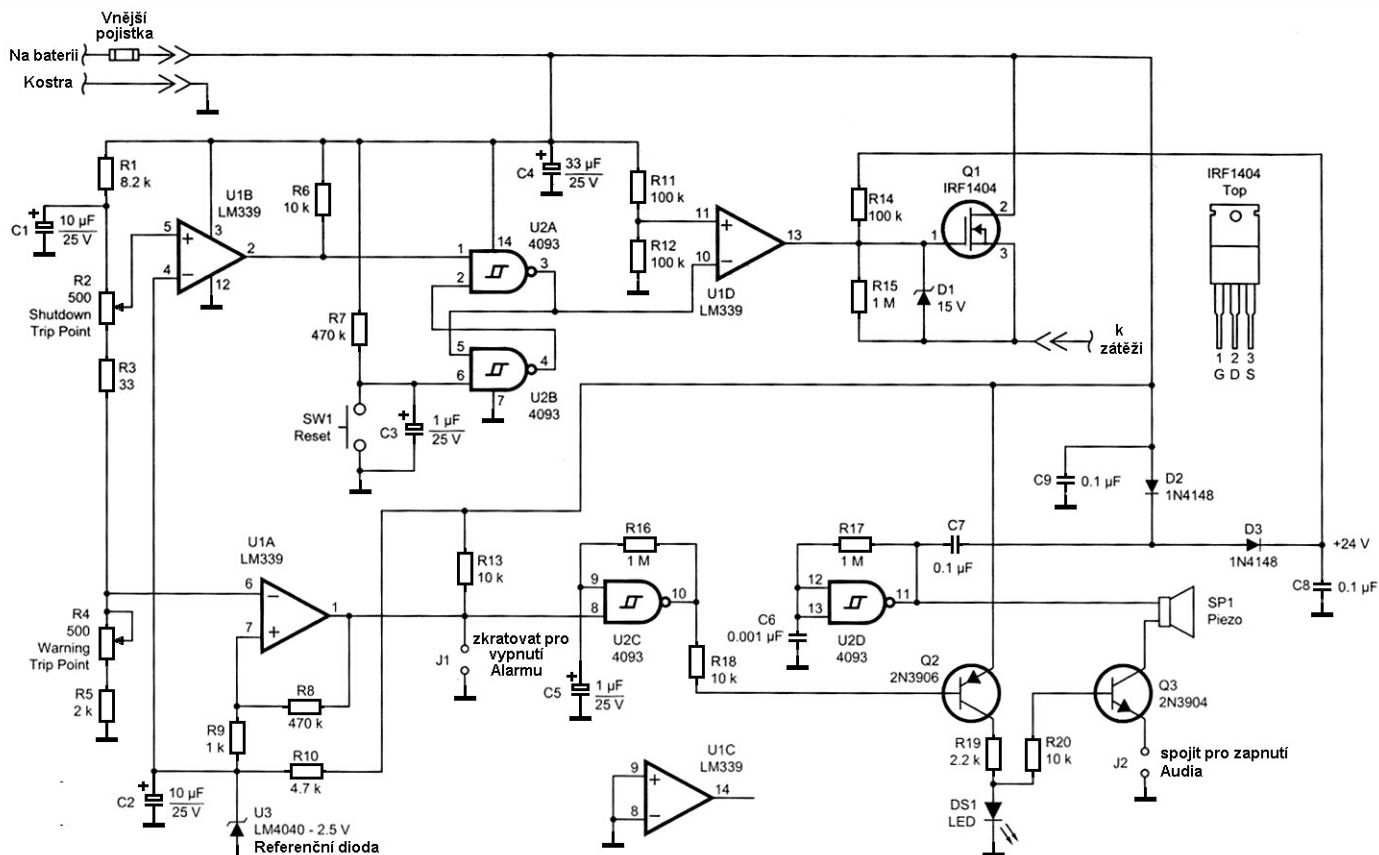 Vnější
pojistka
Na baterii
Kostra
R1
8.2 k
C1
+
10 µF
25 V
R2
500
Shutdown
Trip Point
R3
33
U1B
LM339
5
+
4
−
3
2
12
R6
10 k
R7
470 k
SW1
Reset
C3
+
1 µF
25 V
C4
+
33 µF
25 V
U2A
4093
1
2
14
3
5
6
4
7
U2B
4093
R11
100 k
R12
100 k
11
+
10
−
13
U1D
LM339
R14
100 k
R15
1 M
D1
15 V
Q1
IRF1404
1
2
3
k
zátěži
IRF1404
Top
1 2 3
G D S
C9
0.1 µF
D2
1N4148
D3
1N4148
+24 V
C8
0.1 µF
U1A
LM339
6
−
7
+
1
R4
500
Warning
Trip Point
R5
2 k
R8
470 k
R9
1 k
R10
4.7 k
C2
+
10 µF
25 V
U3
LM4040 - 2.5 V
Referenční dioda
R13
10 k
J1
zkratovat pro
vypnutí
Alarmu
R16
1 M
9
8
10
U2C
4093
C5
+
1 µF
25 V
R18
10 k
R17
1 M
C7
0.1 µF
12
13
11
C6
0.001 µF
U2D
4093
SP1
Piezo
Q2
2N3906
Q3
2N3904
R19
2.2 k
R20
10 k
J2
spojit pro zapnutí
Audia
DS1
LED
U1C
LM339
9
+
8
−
14